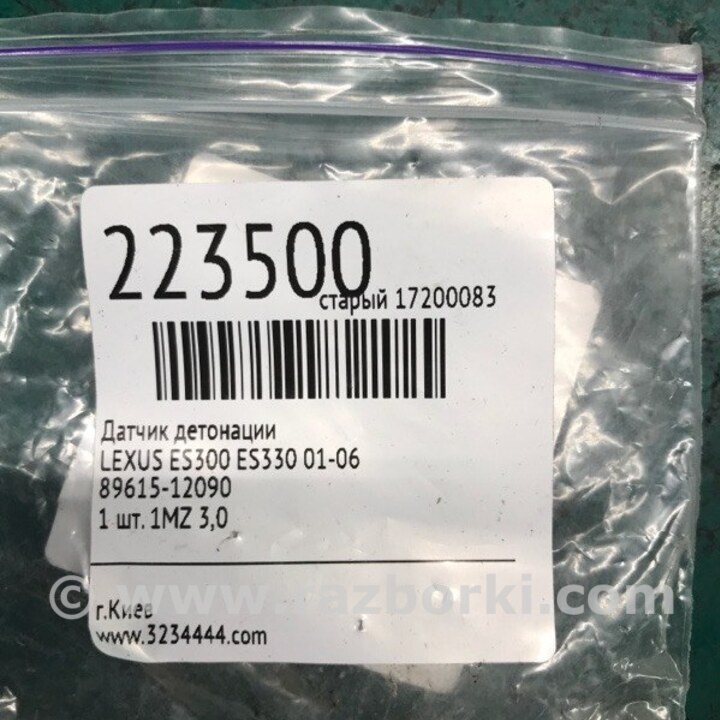 223500
старый 17200083
Датчик детонации
LEXUS ES300 ES330 01-06
89615-12090
1 шт. 1MZ 3,0
© www.razborki.com
г.Киев
www.3234444.com